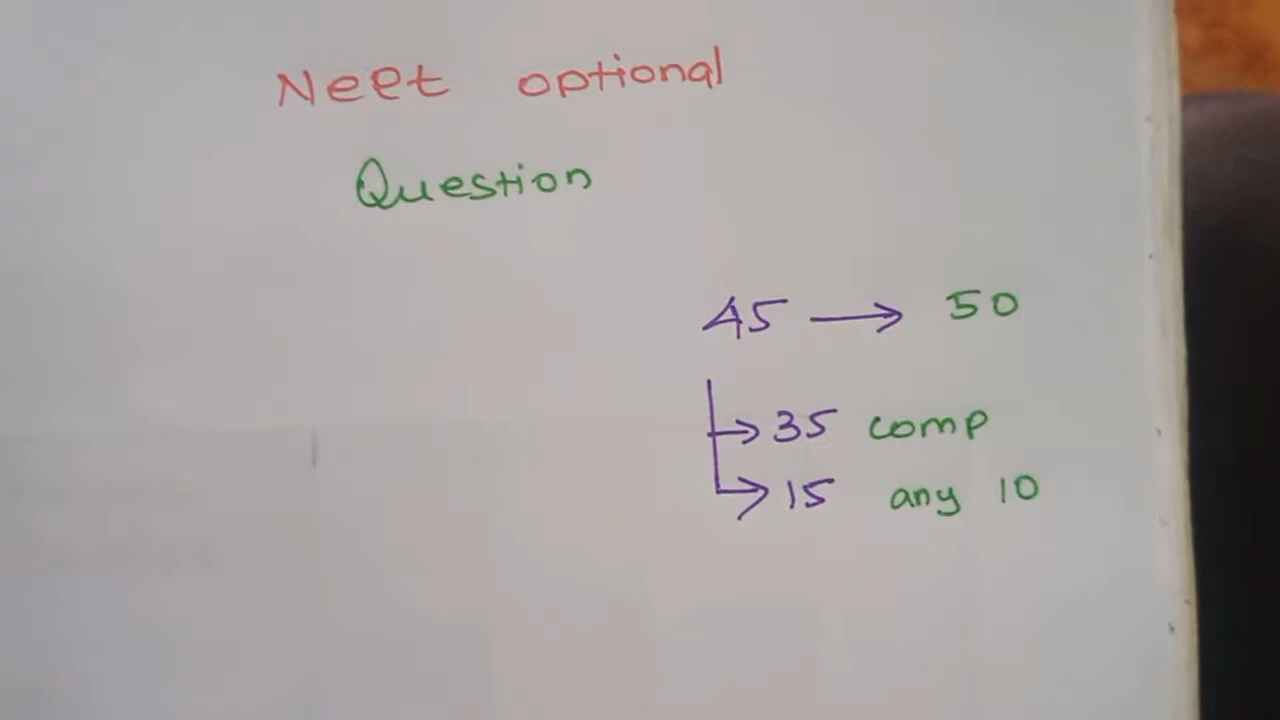 Neet optional
Question
45 → 50
→ 35 comp
→ 15 any 10